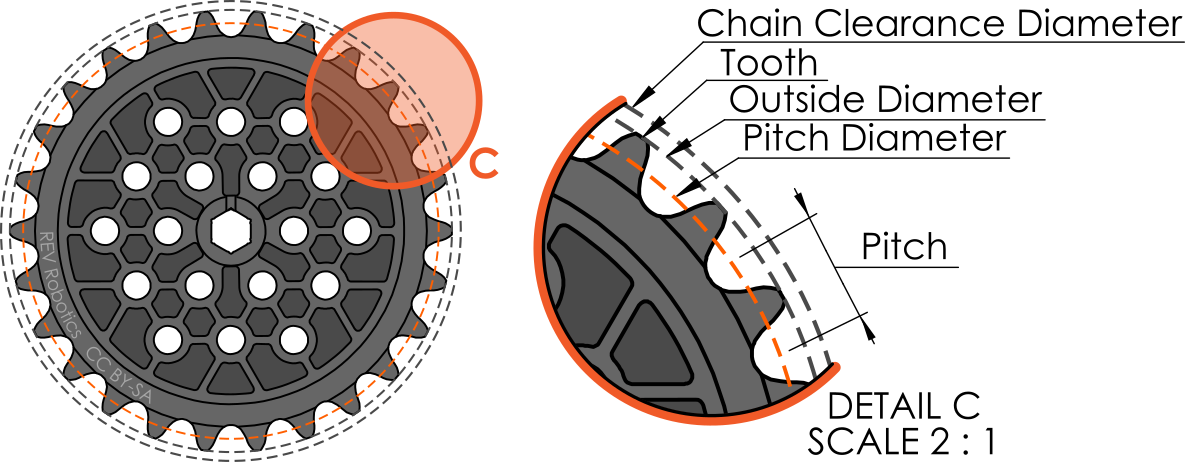 Chain Clearance Diameter
Tooth
Outside Diameter
Pitch Diameter
C
Pitch
REV Robotics CC BY-SA
DETAIL C
SCALE 2 : 1